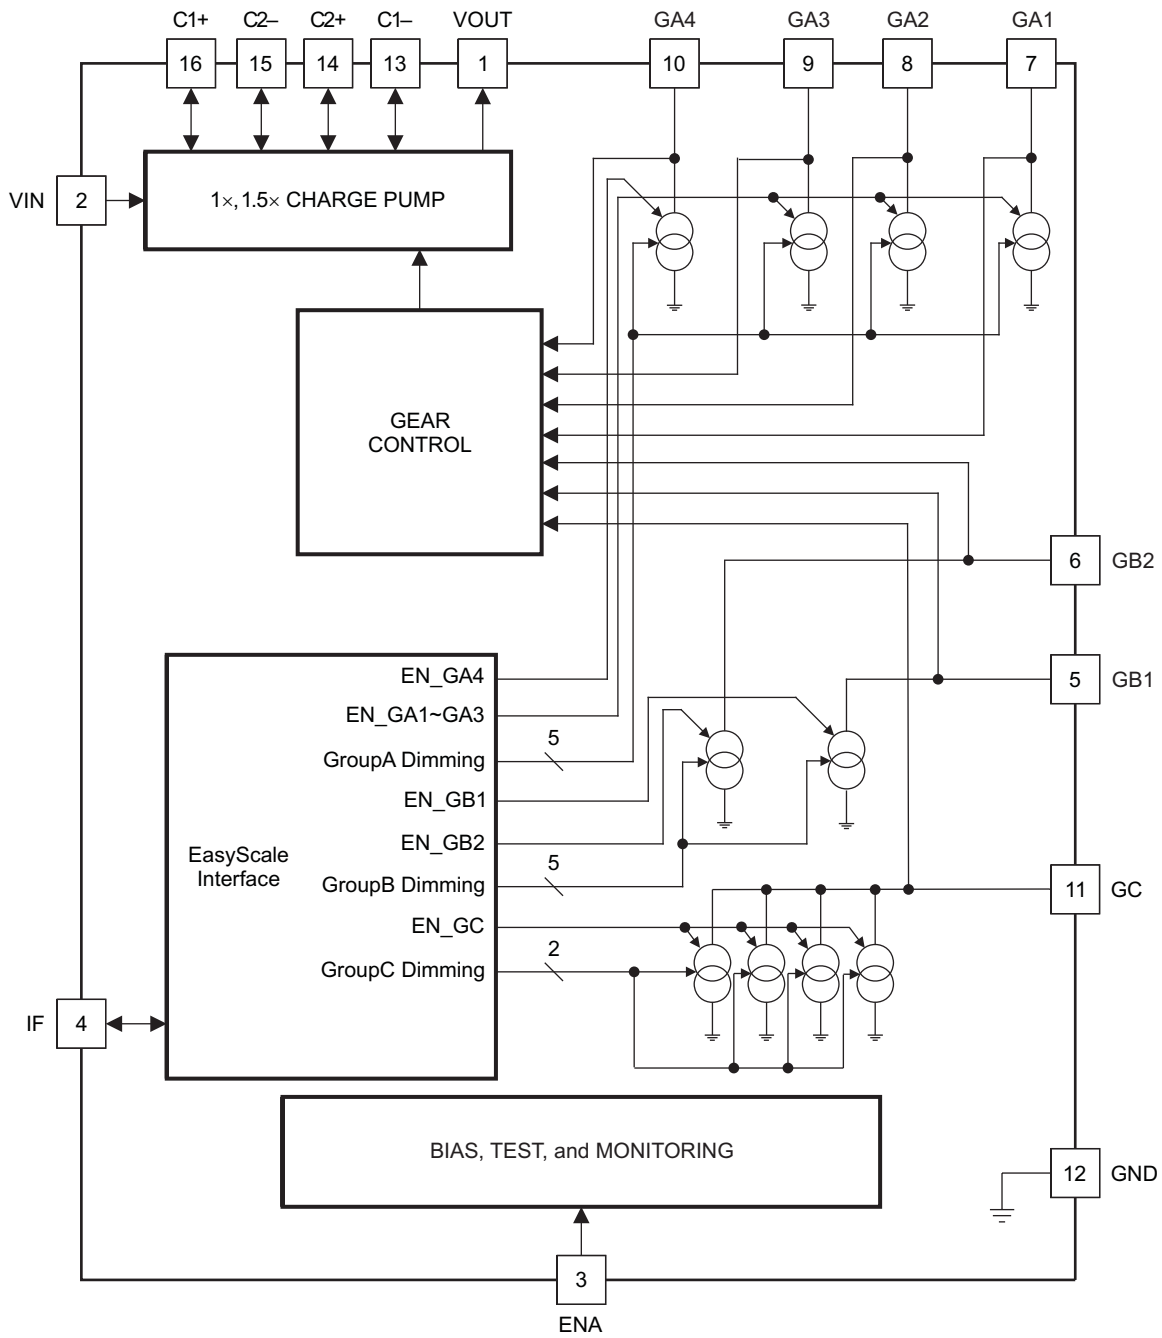 C1+ C2– C2+ C1– VOUT GA4 GA3 GA2 GA1
16 15 14 13 1 10 9 8 7
VIN 2
1×, 1.5× CHARGE PUMP
GEAR
CONTROL
6 GB2
5 GB1
EN_GA4
EN_GA1~GA3
5
GroupA Dimming
EN_GB1
EN_GB2
EasyScale
Interface
5
GroupB Dimming
11 GC
EN_GC
2
GroupC Dimming
IF 4
BIAS, TEST, and MONITORING
12 GND
3
ENA